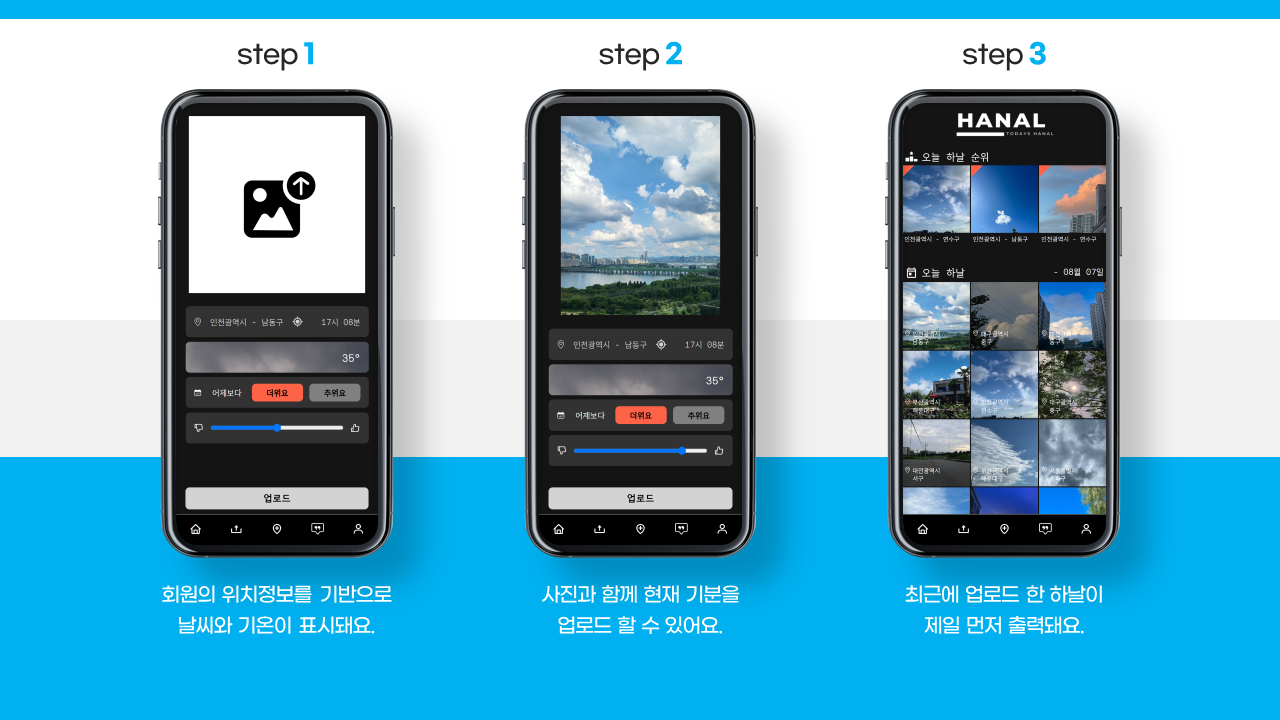 step 1
step 2
step 3
인천광역시 - 남동구
17시 08분
35°
어제보다
더워요
추워요
업로드
인천광역시 - 남동구
17시 08분
35°
어제보다
더워요
추워요
업로드
HANAL
TODAYS HANAL
오늘 하날 순위
인천광역시 - 연수구
인천광역시 - 남동구
인천광역시 - 연수구
오늘 하날
- 08월 07일
인천광역시
남동구
대구광역시
중구
중구
부산광역시
해운대구
인천광역시
연수구
대구광역시
중구
대전광역시
서구
부산광역시
해운대구
회원의 위치정보를 기반으로
날씨와 기온이 표시돼요.
사진과 함께 현재 기분을
업로드 할 수 있어요.
최근에 업로드 한 하날이
제일 먼저 출력돼요.